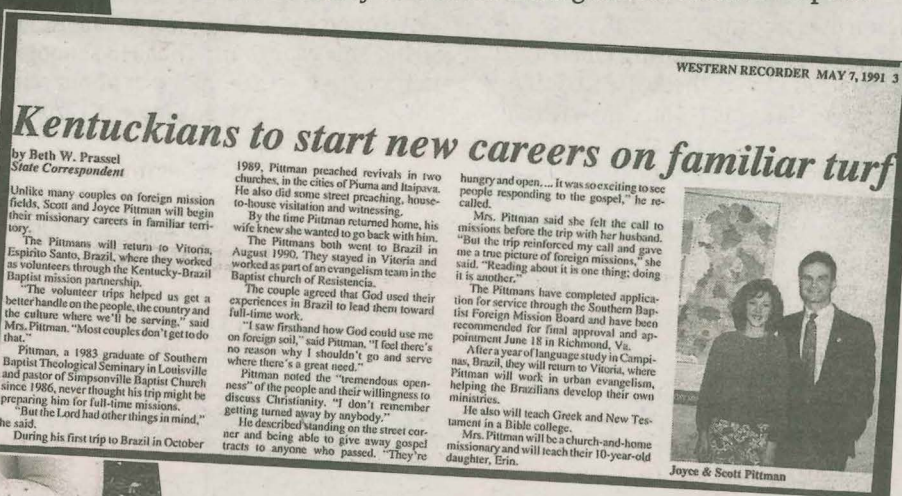 WESTERN RECORDER MAY 7, 1991 3
Kentuckians to start new careers on familiar turf
by Beth W. Prassel
State Correspondent
Unlike many couples on foreign mission
fields, Scott and Joyce Pittman will begin
their missionary careers in familiar terri-
tory.
The Pittmans will return to Vitoria,
Espirito Santo, Brazil, where they worked
as volunteers through the Kentucky-Brazil
Baptist mission partnership.
"The volunteer trips helped us get a
better handle on the people, the country and
the culture where we'll be serving," said
Mrs. Pittman. "Most couples don't get to do
that."
Pittman, a 1983 graduate of Southern
Baptist Theological Seminary in Louisville
and pastor of Simpsonville Baptist Church
since 1986, never thought his trip might be
preparing him for full-time missions.
"But the Lord had other things in mind,"
he said.
During his first trip to Brazil in October
1989, Pittman preached revivals in two
churches, in the cities of Piuma and Itaipava.
He also did some street preaching, house-
to-house visitation and witnessing.
By the time Pittman returned home, his
wife knew she wanted to go back with him.
The Pittmans both went to Brazil in
August 1990. They stayed in Vitoria and
worked as part of an evangelism team in the
Baptist church of Resistencia.
The couple agreed that God used their
experiences in Brazil to lead them toward
full-time work.
"I saw firsthand how God could use me
on foreign soil," said Pittman. "I feel there's
no reason why I shouldn't go and serve
where there's a great need."
Pittman noted the "tremendous open-
ness" of the people and their willingness to
discuss Christianity. "I don't remember
getting turned away by anybody."
He described standing on the street cor-
ner and being able to give away gospel
tracts to anyone who passed. "They're
hungry and open.... It was so exciting to see
people responding to the gospel," he re-
called.
Mrs. Pittman said she felt the call to
missions before the trip with her husband.
"But the trip reinforced my call and gave
me a true picture of foreign missions," she
said. "Reading about it is one thing; doing
it is another."
The Pittmans have completed applica-
tion for service through the Southern Bap-
tist Foreign Mission Board and have been
recommended for final approval and ap-
pointment June 18 in Richmond, Va.
After a year of language study in Campi-
nas, Brazil, they will return to Vitoria, where
Pittman will work in urban evangelism,
helping the Brazilians develop their own
ministries.
He also will teach Greek and New Tes-
tament in a Bible college.
Mrs. Pittman will be a church-and-home
missionary and will teach their 10-year-old
daughter, Erin.
Joyce & Scott Pittman